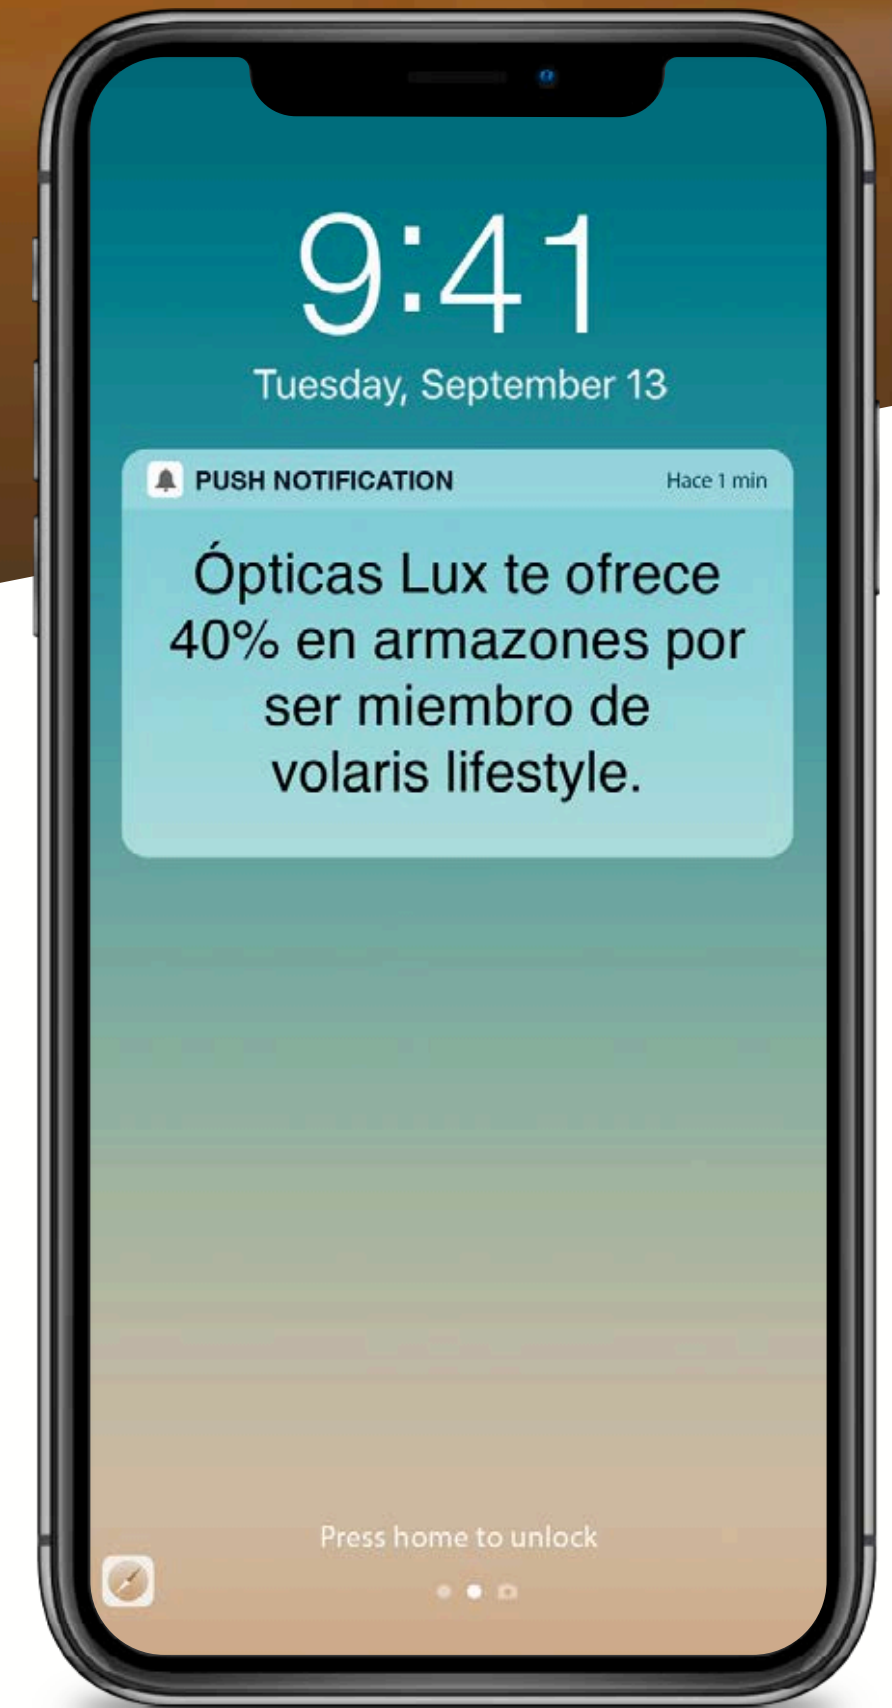 9:41
Tuesday, September 13
PUSH NOTIFICATION Hace 1 min
Ópticas Lux te ofrece
40% en armazones por
ser miembro de
volaris lifestyle.
Press home to unlock